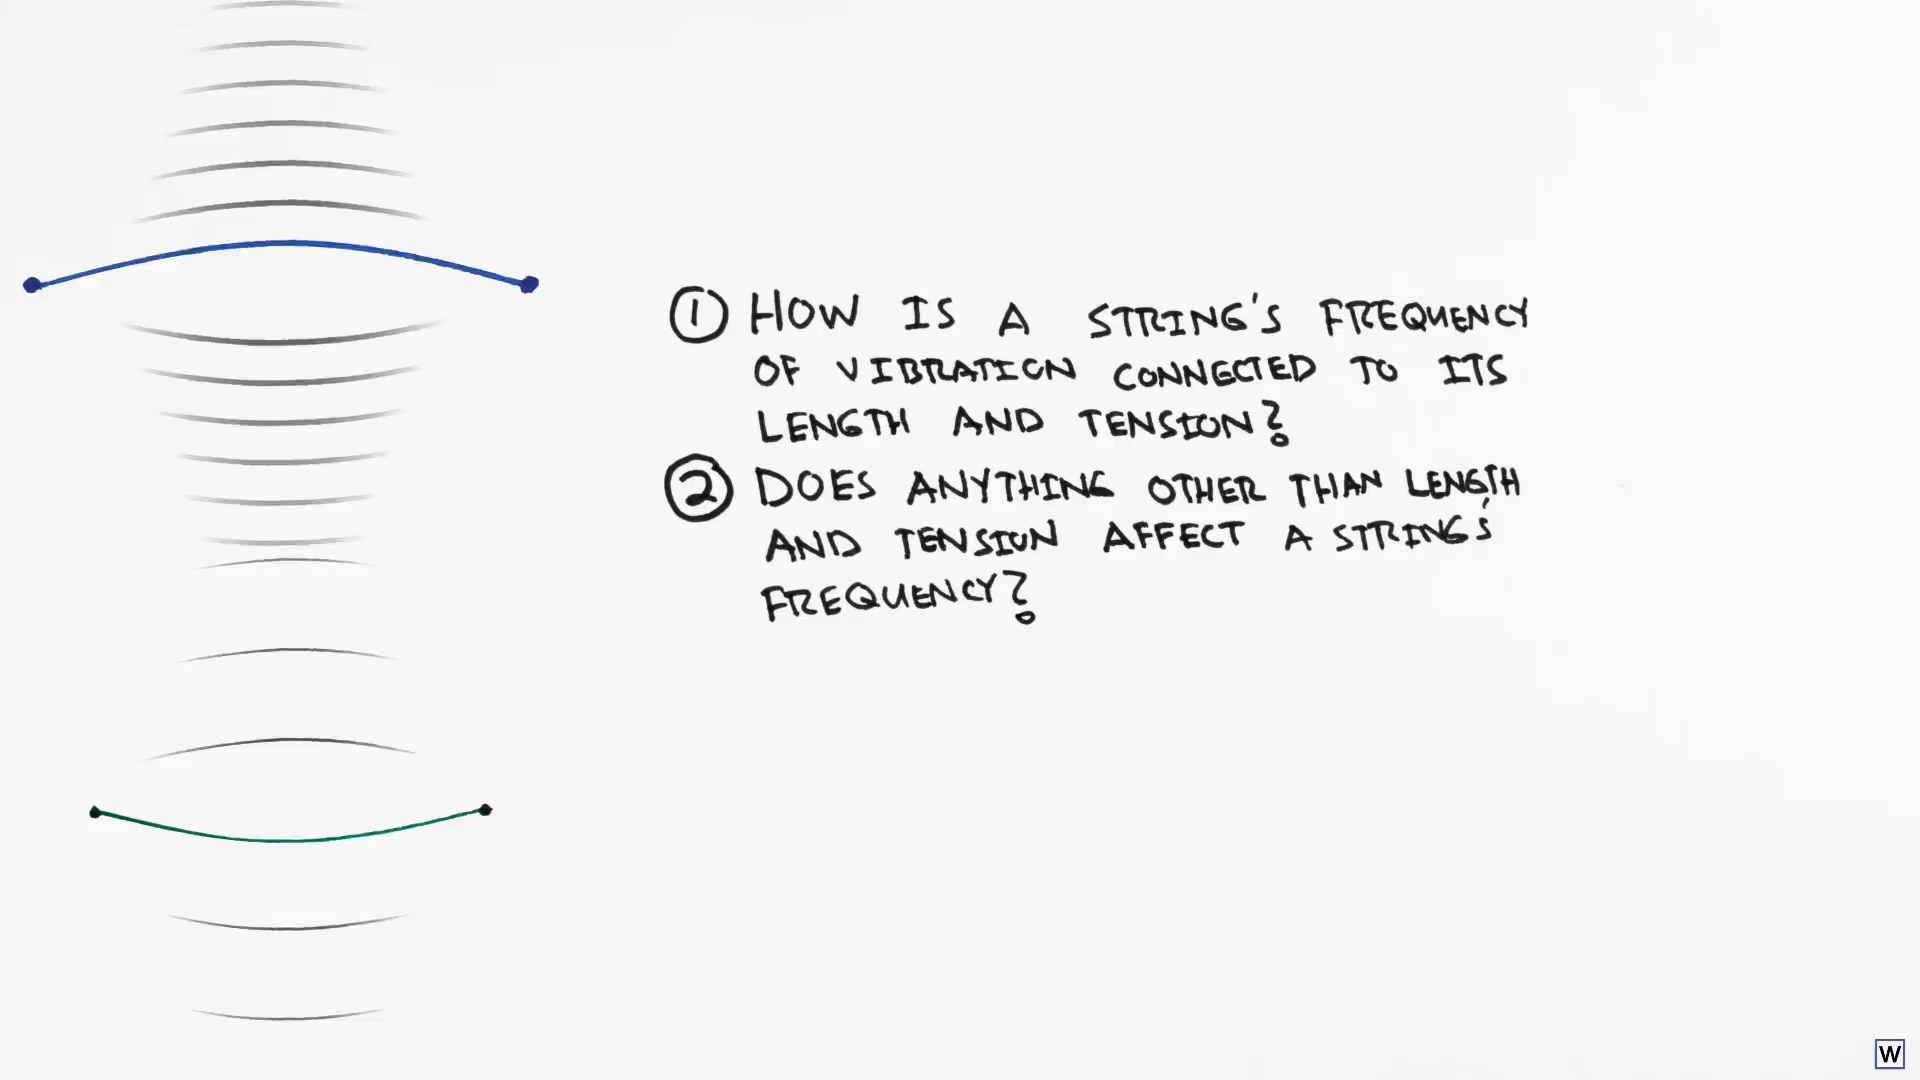 ① HOW IS A STRING'S FREQUENCY
OF VIBRATION CONNECTED TO ITS
LENGTH AND TENSION?
② DOES ANYTHING OTHER THAN LENGTH
AND TENSION AFFECT A STRING'S
FREQUENCY?
W